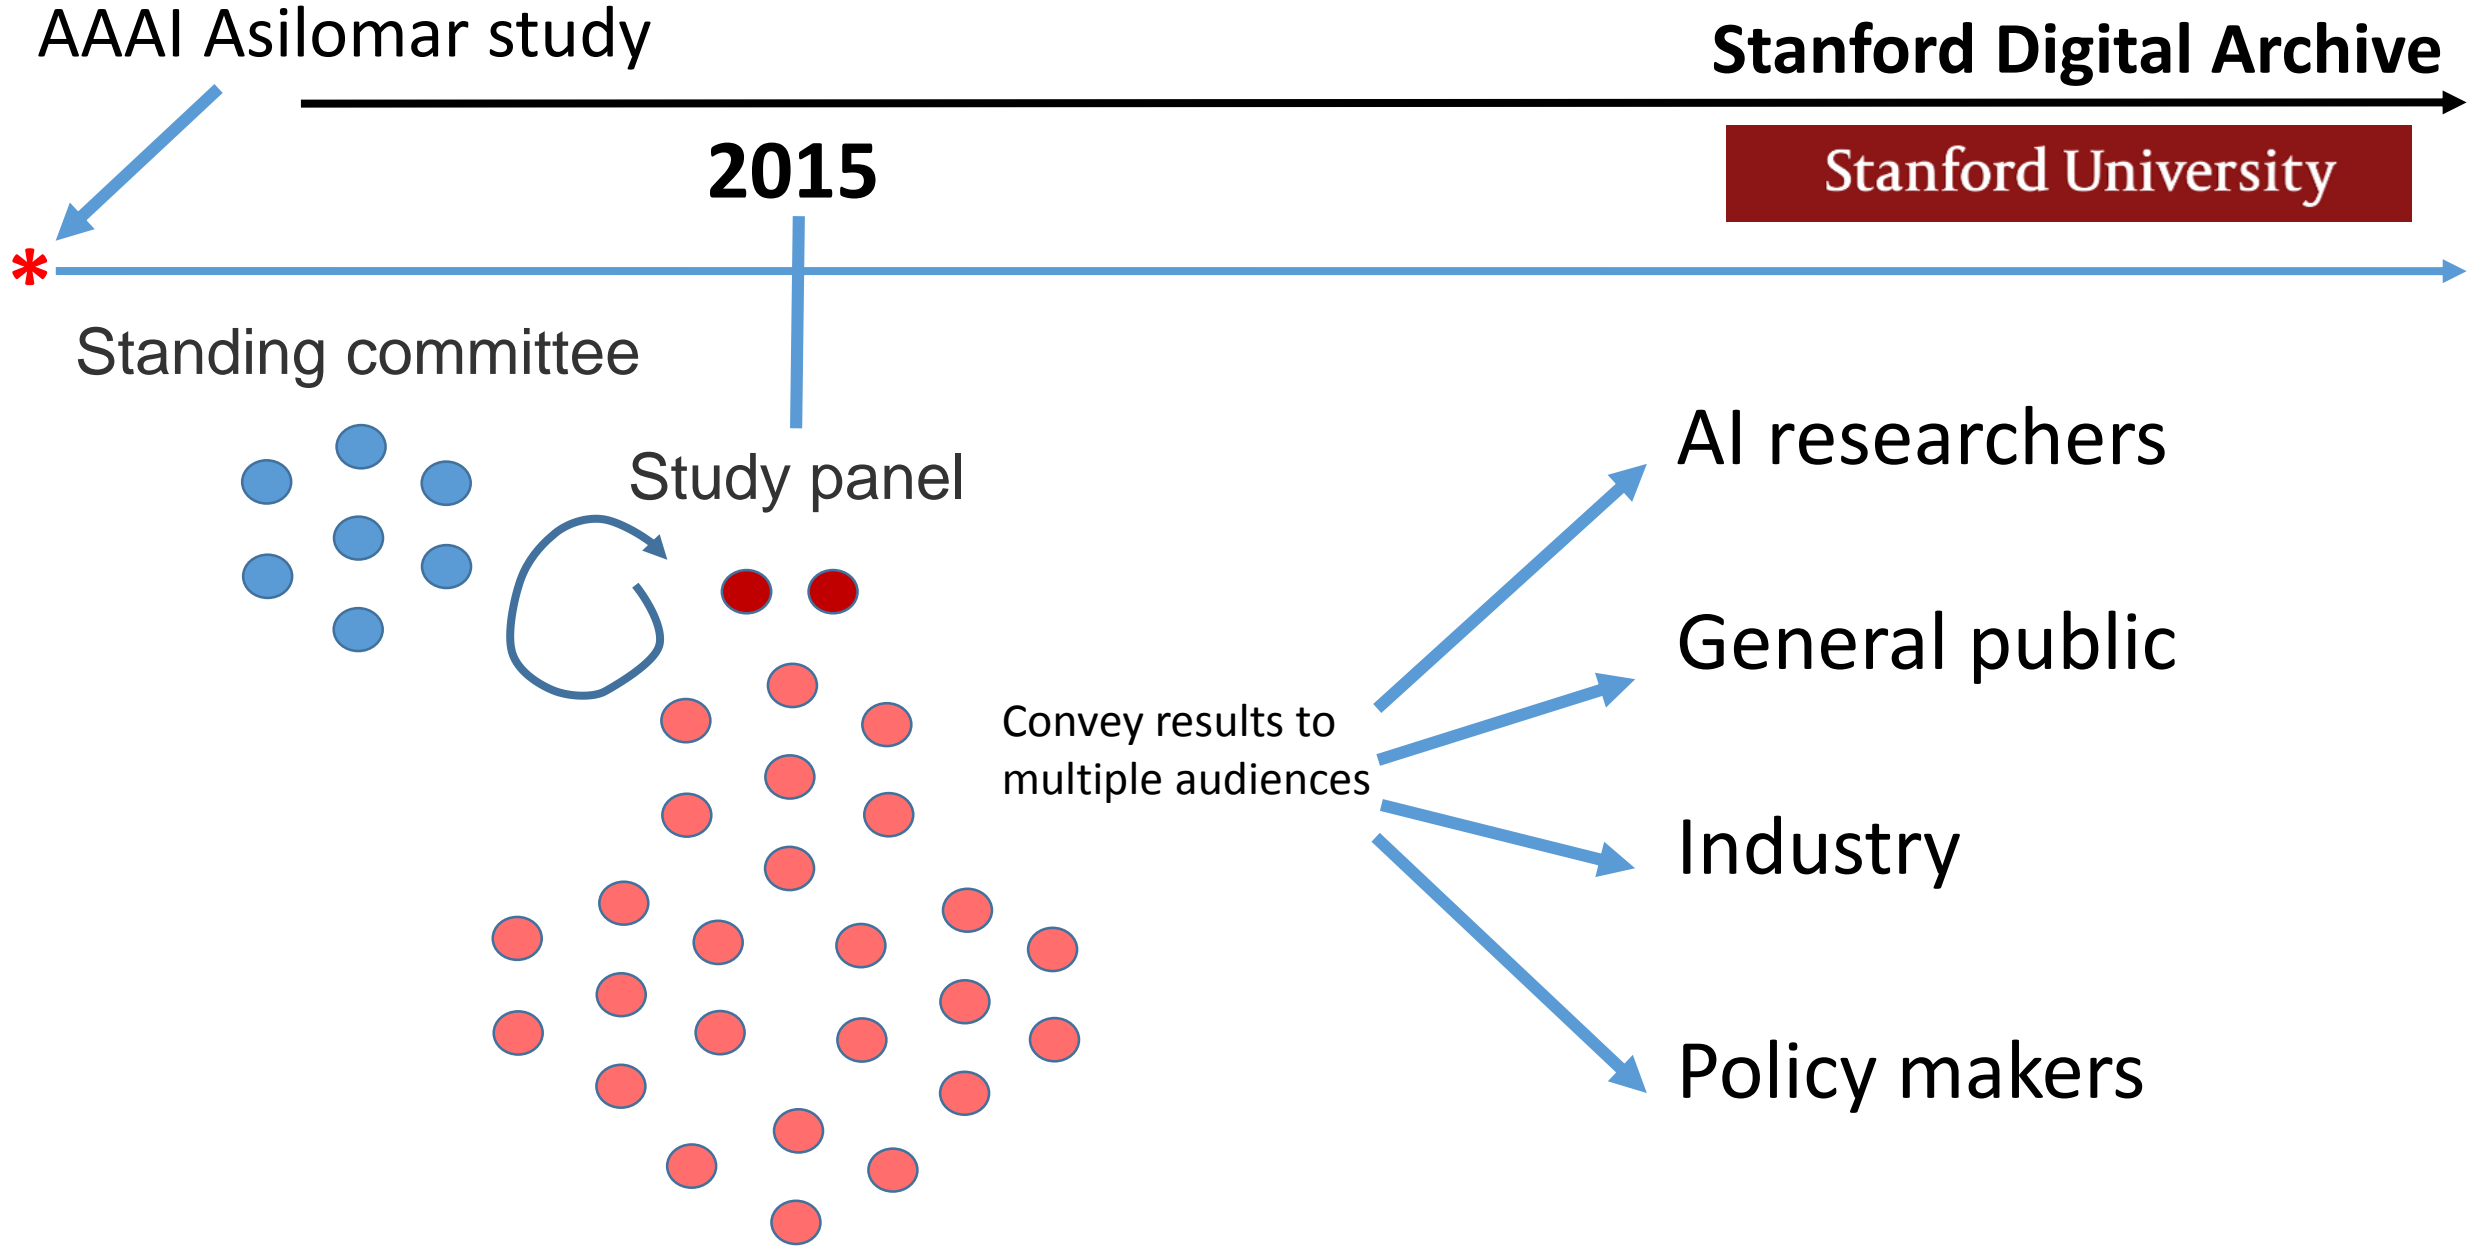 AAAI Asilomar study
Stanford Digital Archive
2015
Stanford University
*
Standing committee
Study panel
Convey results to
multiple audiences
AI researchers
General public
Industry
Policy makers